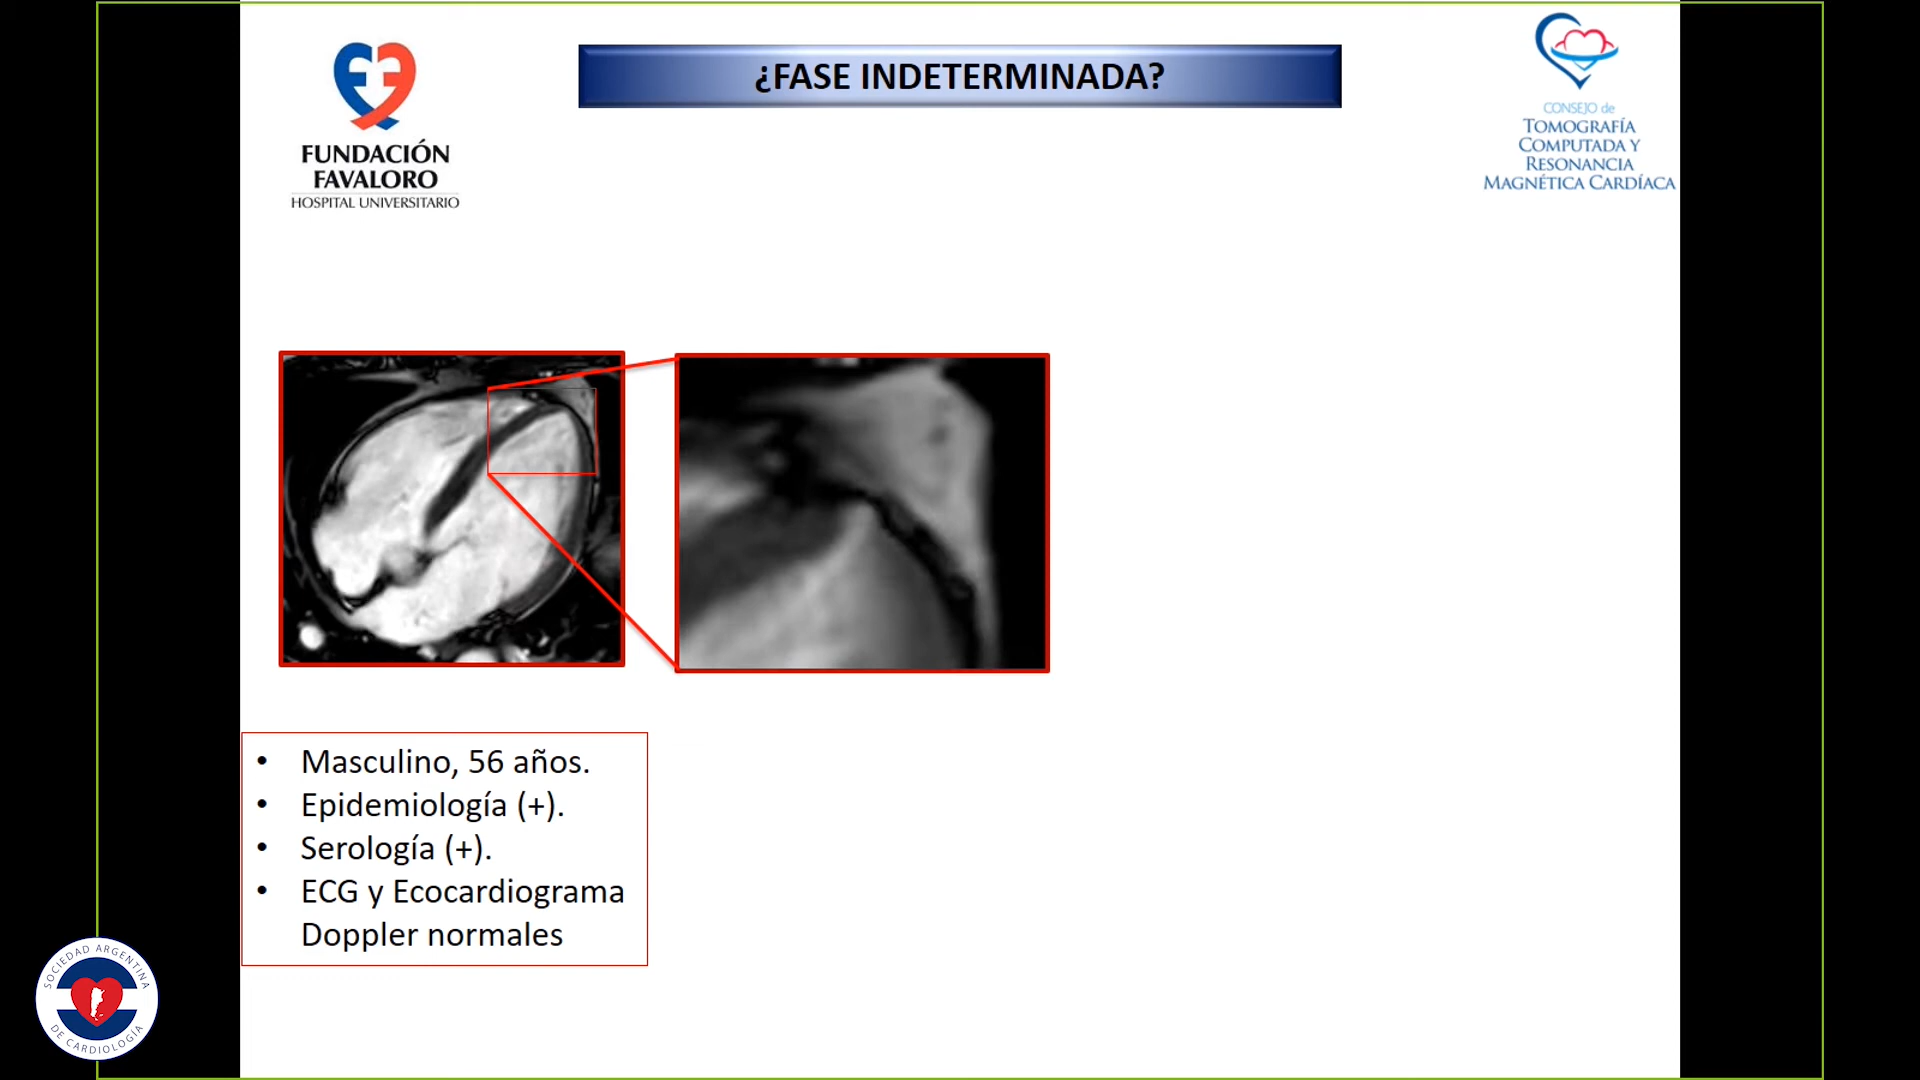 ¿FASE INDETERMINADA?
FUNDACIÓN
FAVALORO
HOSPITAL UNIVERSITARIO
CONSEJO de
TOMOGRAFÍA
COMPUTADA Y
RESONANCIA
MAGNÉTICA CARDÍACA
• Masculino, 56 años.
• Epidemiología (+).
• Serología (+).
• ECG y Ecocardiograma
Doppler normales
SOCIEDAD ARGENTINA
DE CARDIOLOGÍA